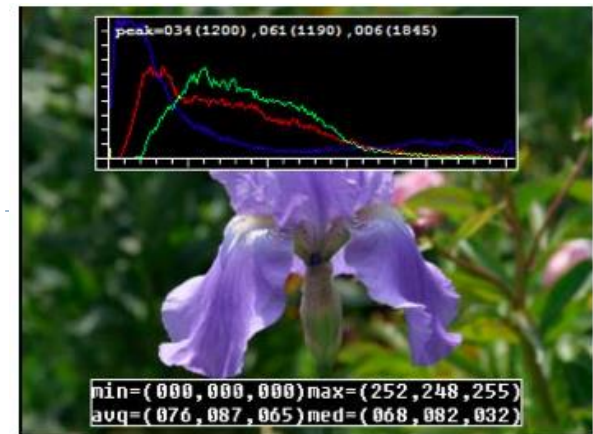 peak=034(1200),061(1190),006(1845)
min=(000,000,000)max=(252,248,255)
avg=(076,087,065)med=(068,082,032)